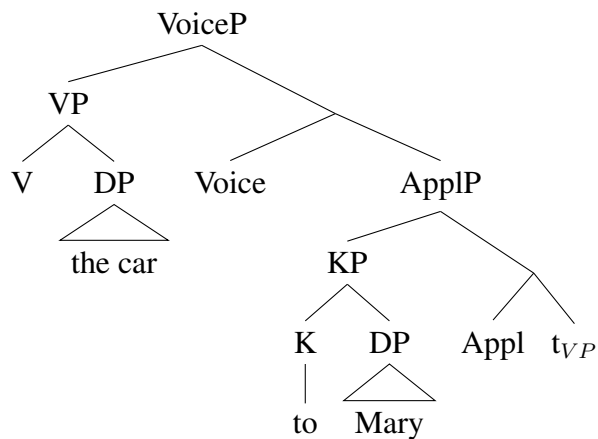 VoiceP
VP
V DP Voice ApplP
the car KP
K DP Appl t_VP
to Mary